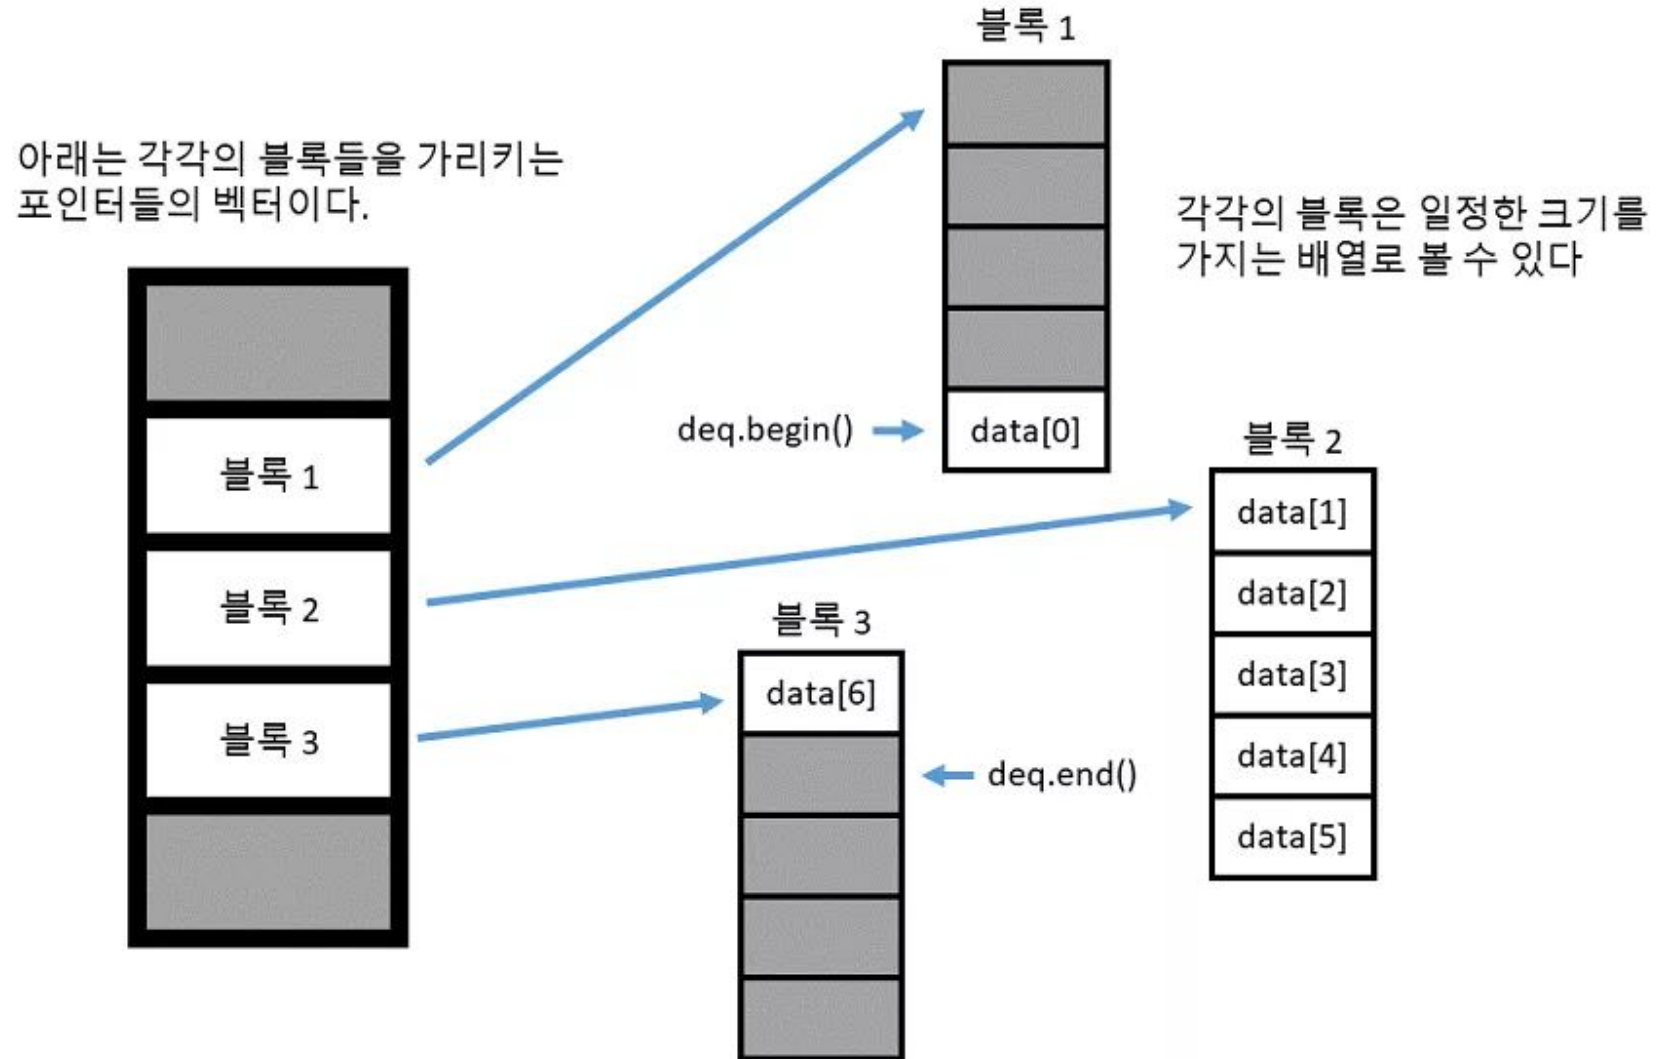 아래는 각각의 블록들을 가리키는
포인터들의 벡터이다.
블록 1
블록 2
블록 3
블록 1
deq.begin()
data[0]
각각의 블록은 일정한 크기를
가지는 배열로 볼 수 있다
블록 2
data[1]
data[2]
data[3]
data[4]
data[5]
블록 3
data[6]
deq.end()